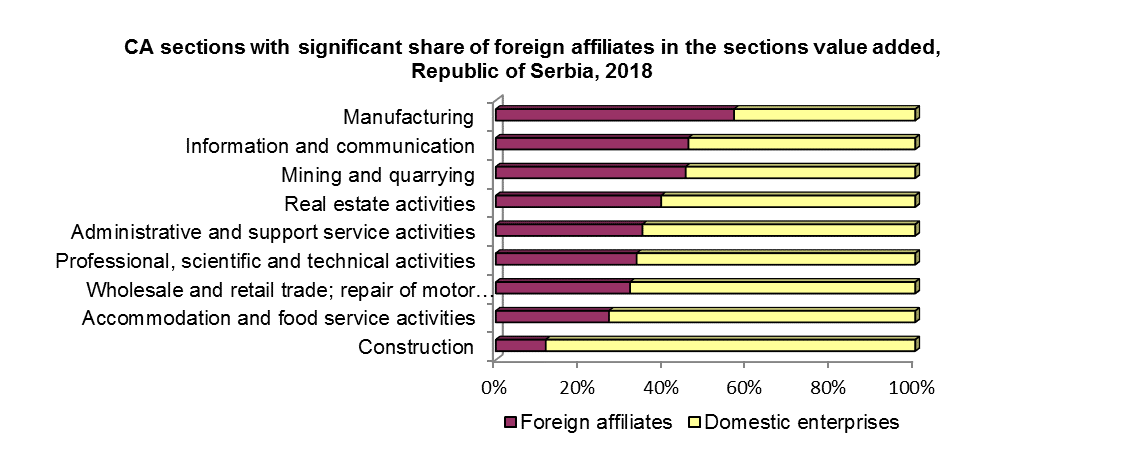 CA sections with significant share of foreign affiliates in the sections value added,
Republic of Serbia, 2018
Manufacturing
Information and communication
Mining and quarrying
Real estate activities
Administrative and support service activities
Professional, scientific and technical activities
Wholesale and retail trade; repair of motor…
Accommodation and food service activities
Construction
0% 20% 40% 60% 80% 100%
Foreign affiliates Domestic enterprises